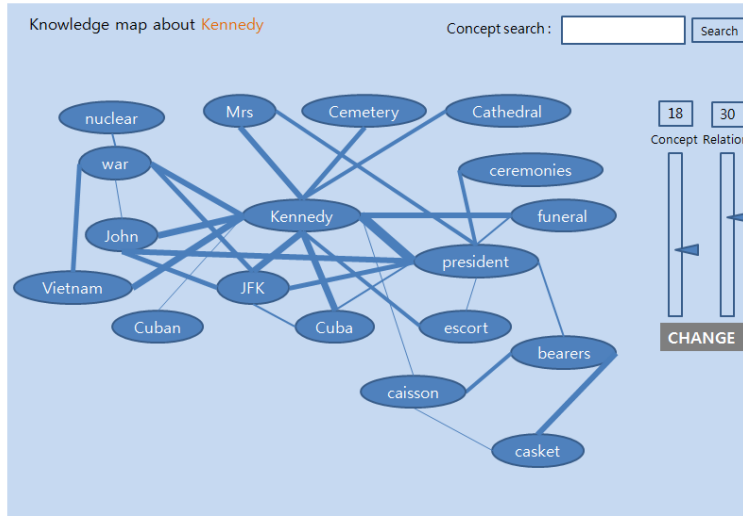 Knowledge map about Kennedy
Concept search :
Search
nuclear
Mrs
Cemetery
Cathedral
18
30
Concept
Relation
war
ceremonies
Kennedy
funeral
John
president
Vietnam
JFK
Cuban
Cuba
escort
CHANGE
bearers
caisson
casket